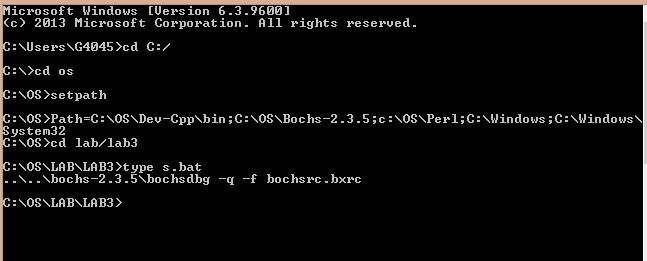 Microsoft Windows [Version 6.3.9600]
(c) 2013 Microsoft Corporation. All rights reserved.
C:\Users\G4045>cd C:/
C:\>cd os
C:\OS>setpath
C:\OS>Path=C:\OS\Dev-Cpp\bin;C:\OS\Bochs-2.3.5;c:\OS\Perl;C:\Windows;C:\Windows\
System32
C:\OS>cd lab/lab3
C:\OS\LAB\LAB3>type s.bat
..\..\bochs-2.3.5\bochsdbg -q -f bochsrc.bxrc
C:\OS\LAB\LAB3>